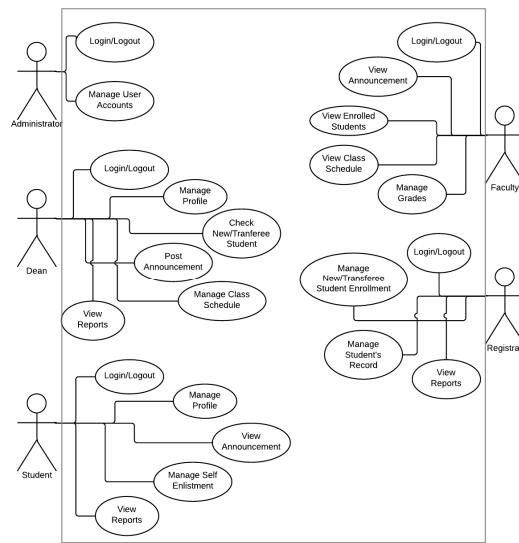 Login/Logout
Manage User
Accounts
Administrator
Login/Logout
View
Announcement
View Enrolled
Students
View Class
Schedule
Manage
Grades
Faculty
Login/Logout
Manage
Profile
Check
New/Tranferee
Student
Post
Announcement
Manage Class
Schedule
View
Reports
Dean
Login/Logout
Manage
New/Transferee
Student Enrollment
Manage
Student's
Record
View
Reports
Registra
Login/Logout
Manage
Profile
View
Announcement
Manage Self
Enlistment
View
Reports
Student